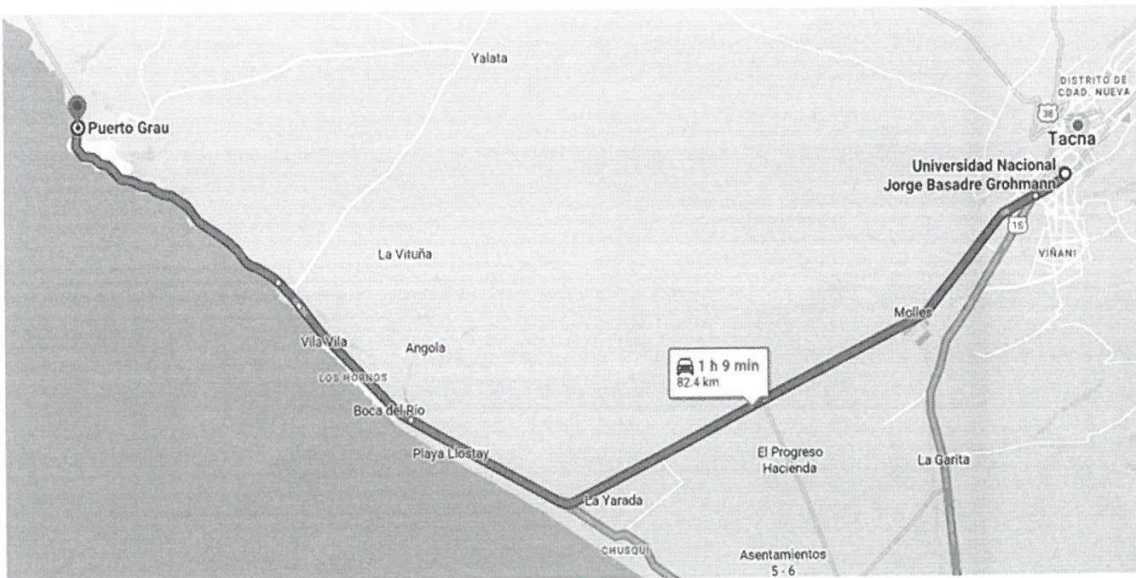 Yalata
DISTRITO DE
CDAD. NUEVA
38
Puerto Grau
Tacna
Universidad Nacional
Jorge Basadre Grohmann
15
La Vituña
VIÑANI
Molles
Vila Vila
Angola
1 h 9 min
82.4 km
LOS HORNOS
Boca del Río
Playa Llostay
El Progreso
Hacienda
La Garita
La Yarada
CHUSQUI
Asentamientos
5 - 6